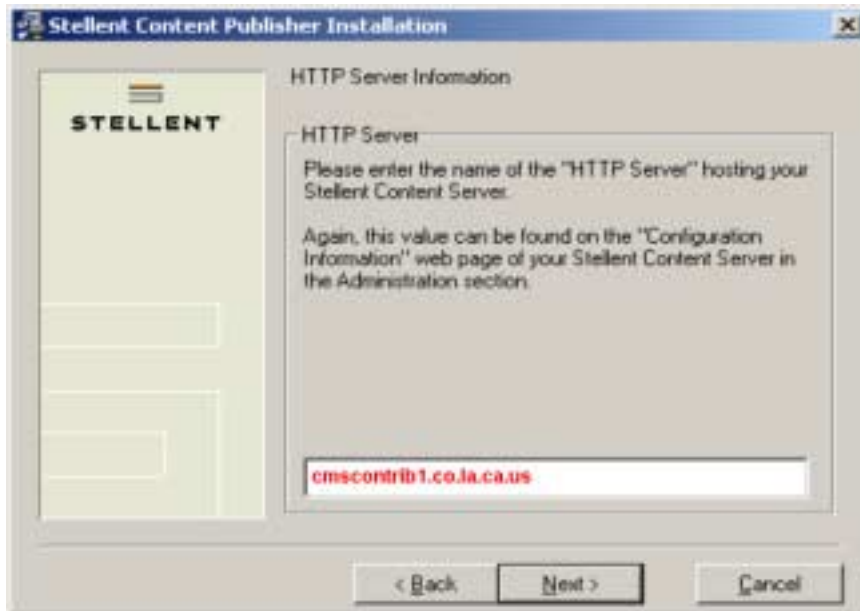 Stellent Content Publisher Installation
STELLENT
HTTP Server Information
HTTP Server
Please enter the name of the "HTTP Server" hosting your
Stellent Content Server.
Again, this value can be found on the "Configuration
Information" web page of your Stellent Content Server in
the Administration section.
cmscontrib1.co.la.ca.us
< Back
Next >
Cancel